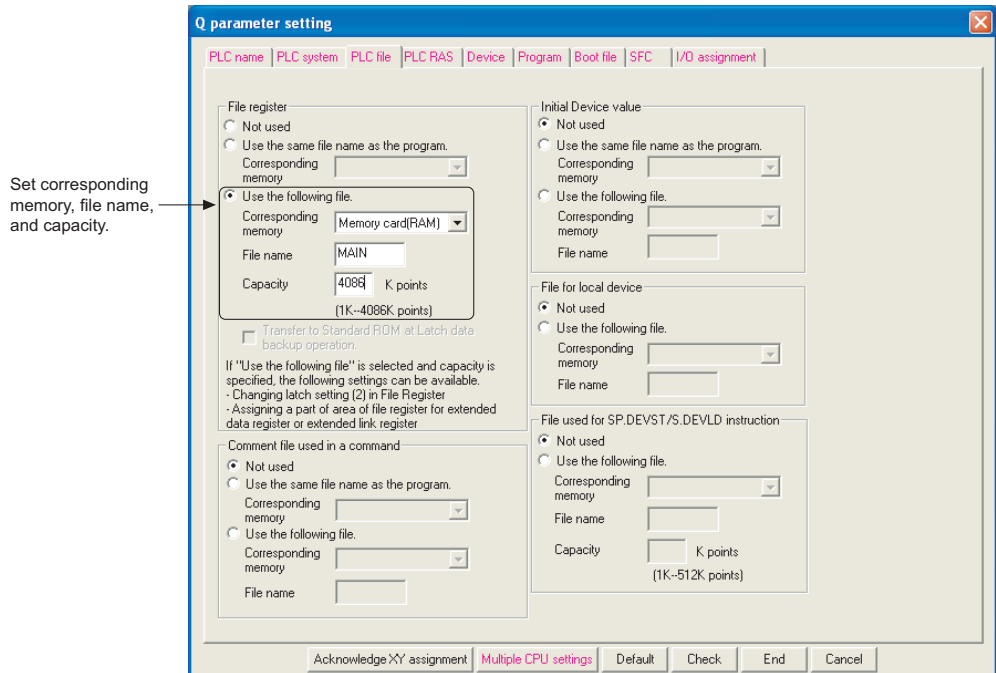 Q parameter setting
PLC name PLC system PLC file PLC RAS Device Program Boot file SFC I/O assignment
Set corresponding
memory, file name,
and capacity.
File register
Not used
Use the same file name as the program.
Corresponding
memory
Use the following file.
Corresponding
memory
Memory card(RAM)
File name
MAIN
Capacity
4086
K points
(1K--4086K points)
Transfer to Standard ROM at Latch data
backup operation.
If "Use the following file" is selected and capacity is
specified, the following settings can be available.
- Changing latch setting (2) in File Register
- Assigning a part of area of file register for extended
data register or extended link register
Comment file used in a command
Not used
Use the same file name as the program.
Corresponding
memory
Use the following file.
Corresponding
memory
File name
Initial Device value
Not used
Use the same file name as the program.
Corresponding
memory
Use the following file.
Corresponding
memory
File name
File for local device
Not used
Use the following file.
Corresponding
memory
File name
File used for SP.DEVST/S.DEVLD instruction
Not used
Use the following file.
Corresponding
memory
File name
Capacity
K points
(1K--512K points)
Acknowledge XY assignment Multiple CPU settings Default Check End Cancel